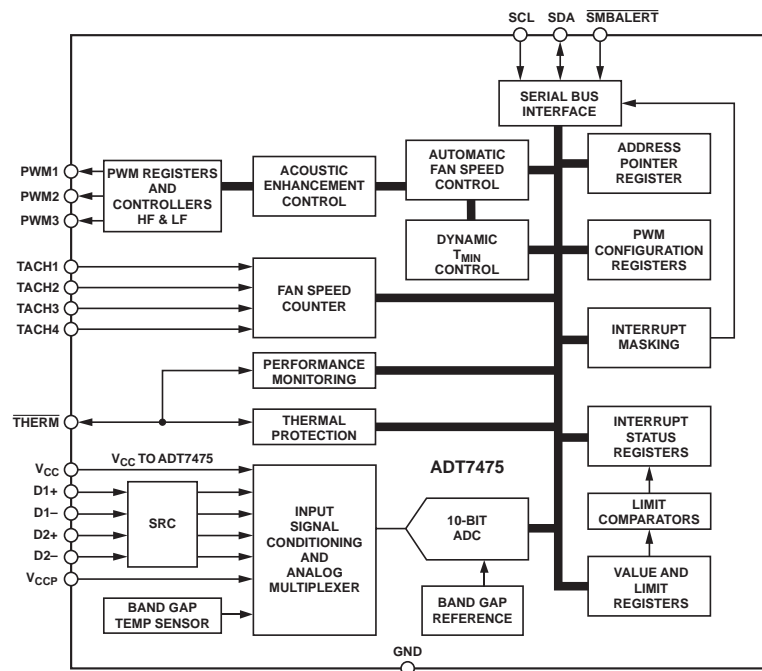 SCL SDA SMBALERT
SERIAL BUS
INTERFACE
PWM1
PWM2
PWM3
PWM REGISTERS
AND
CONTROLLERS
HF & LF
ACOUSTIC
ENHANCEMENT
CONTROL
AUTOMATIC
FAN SPEED
CONTROL
ADDRESS
POINTER
REGISTER
DYNAMIC
TMIN
CONTROL
PWM
CONFIGURATION
REGISTERS
TACH1
TACH2
TACH3
TACH4
FAN SPEED
COUNTER
INTERRUPT
MASKING
PERFORMANCE
MONITORING
THERM
THERMAL
PROTECTION
INTERRUPT
STATUS
REGISTERS
VCC
VCC TO ADT7475
ADT7475
D1+
D1–
D2+
D2–
VCCP
SRC
INPUT
SIGNAL
CONDITIONING
AND
ANALOG
MULTIPLEXER
10-BIT
ADC
LIMIT
COMPARATORS
VALUE AND
LIMIT
REGISTERS
BAND GAP
TEMP SENSOR
BAND GAP
REFERENCE
GND